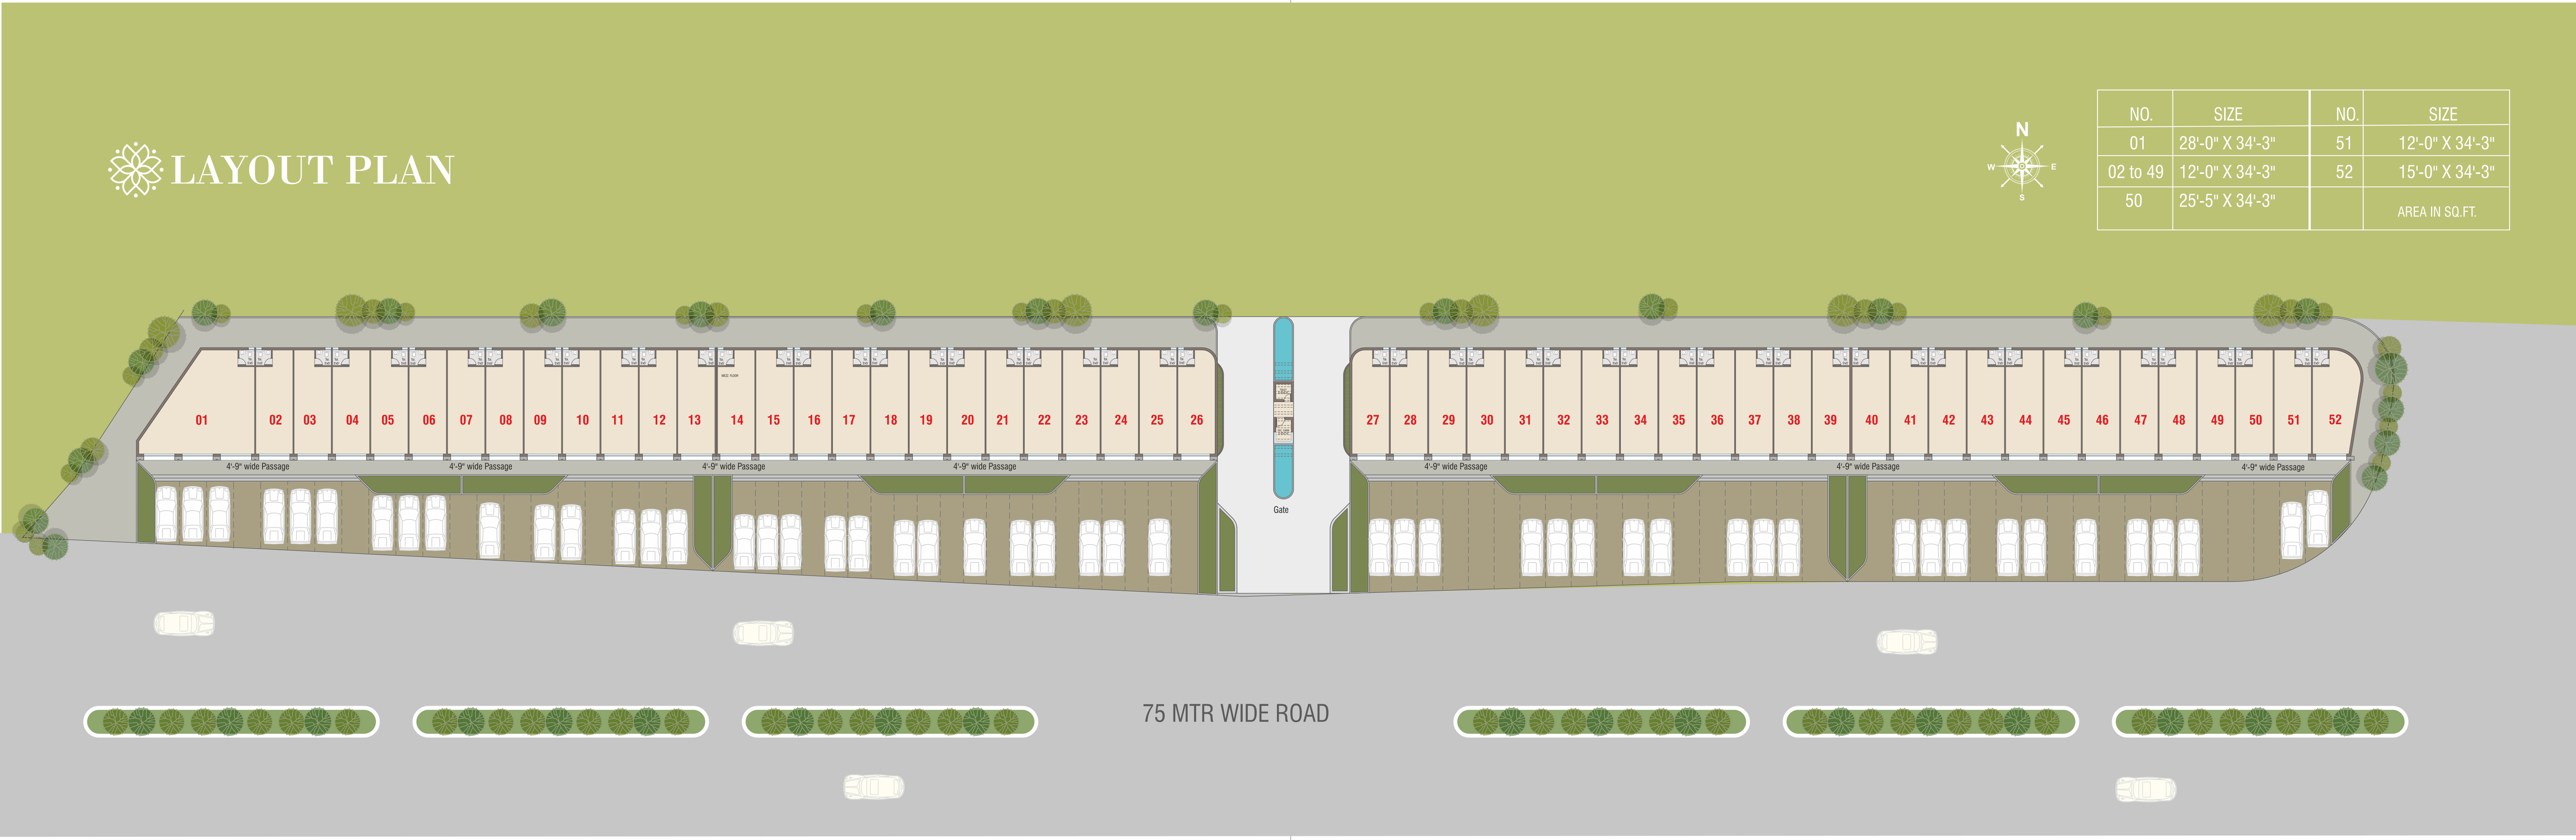 LAYOUT PLAN
N
W E
S
NO. SIZE NO. SIZE
01 28'-0" X 34'-3" 51 12'-0" X 34'-3"
02 to 49 12'-0" X 34'-3" 52 15'-0" X 34'-3"
50 25'-5" X 34'-3"
AREA IN SQ.FT.
01 02 03 04 05 06 07 08 09 10 11 12 13 14 15 16 17 18 19 20 21 22 23 24 25 26
27 28 29 30 31 32 33 34 35 36 37 38 39 40 41 42 43 44 45 46 47 48 49 50 51 52
4'-9" wide Passage 4'-9" wide Passage 4'-9" wide Passage 4'-9" wide Passage 4'-9" wide Passage 4'-9" wide Passage 4'-9" wide Passage
Gate
75 MTR WIDE ROAD